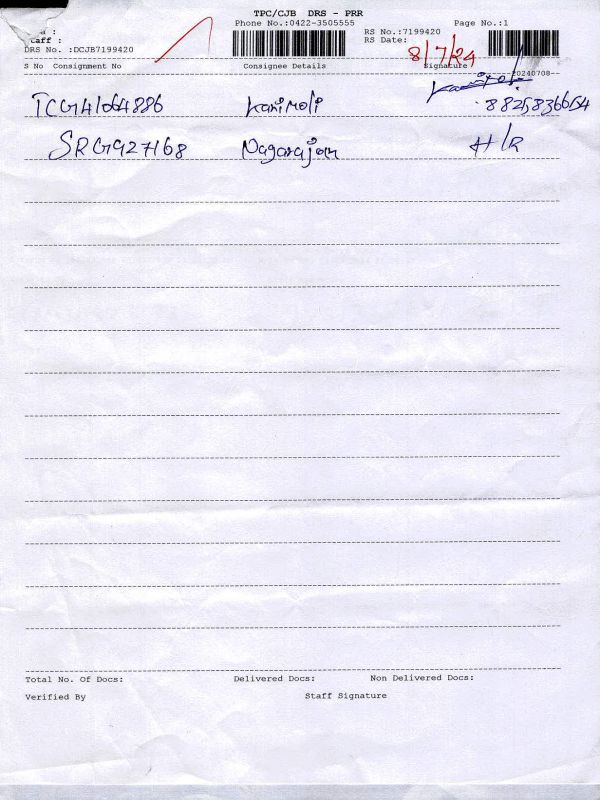 TPC/CJB DRS - PRR
Phone No.:0422-3505555 RS No.:7199420 Page No.:1
Staff : RS Date: 8/7/24
DRS No. :DCJB7199420
S No Consignment No Consignee Details Signature
20240708
TCG41064886 Kanimoli Kanimoli
SRG927168 Nagarajan H/R
Total No. Of Docs: Delivered Docs: Non Delivered Docs:
Verified By Staff Signature